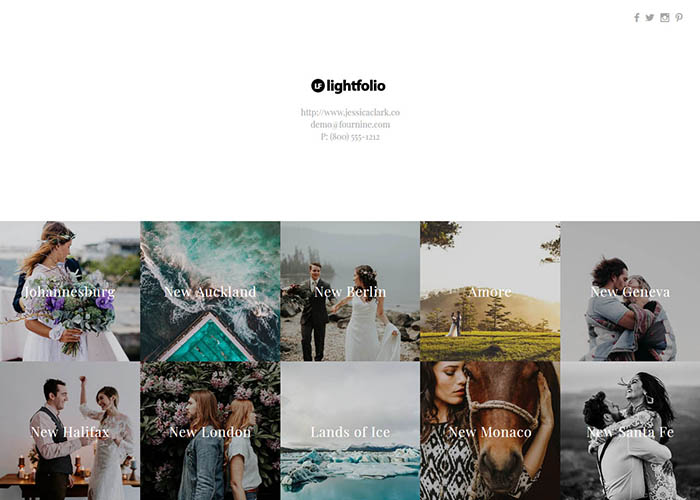 LF lightfolio
http://www.jessicaclark.co
demo@fournine.com
P: (800) 555-1212
Johannesburg
New Auckland
New Berlin
Amore
New Geneva
New Halifax
New London
Lands of Ice
New Monaco
New Santa Fe